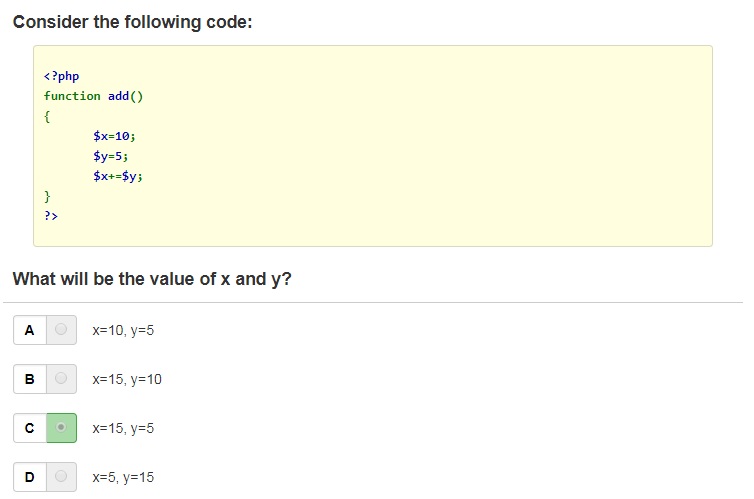 Consider the following code:
<?php
function add()
{
$x=10;
$y=5;
$x+=$y;
}
?>
What will be the value of x and y?
A x=10, y=5
B x=15, y=10
C x=15, y=5
D x=5, y=15